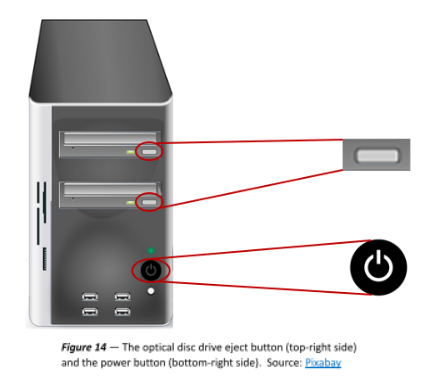 Figure 14 — The optical disc drive eject button (top-right side)
and the power button (bottom-right side). Source: Pixabay